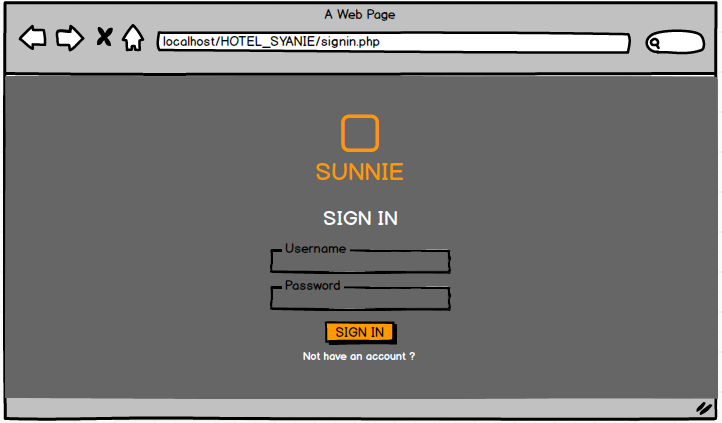 A Web Page
localhost/HOTEL_SYANIE/signin.php
SUNNIE
SIGN IN
Username
Password
SIGN IN
Not have an account ?